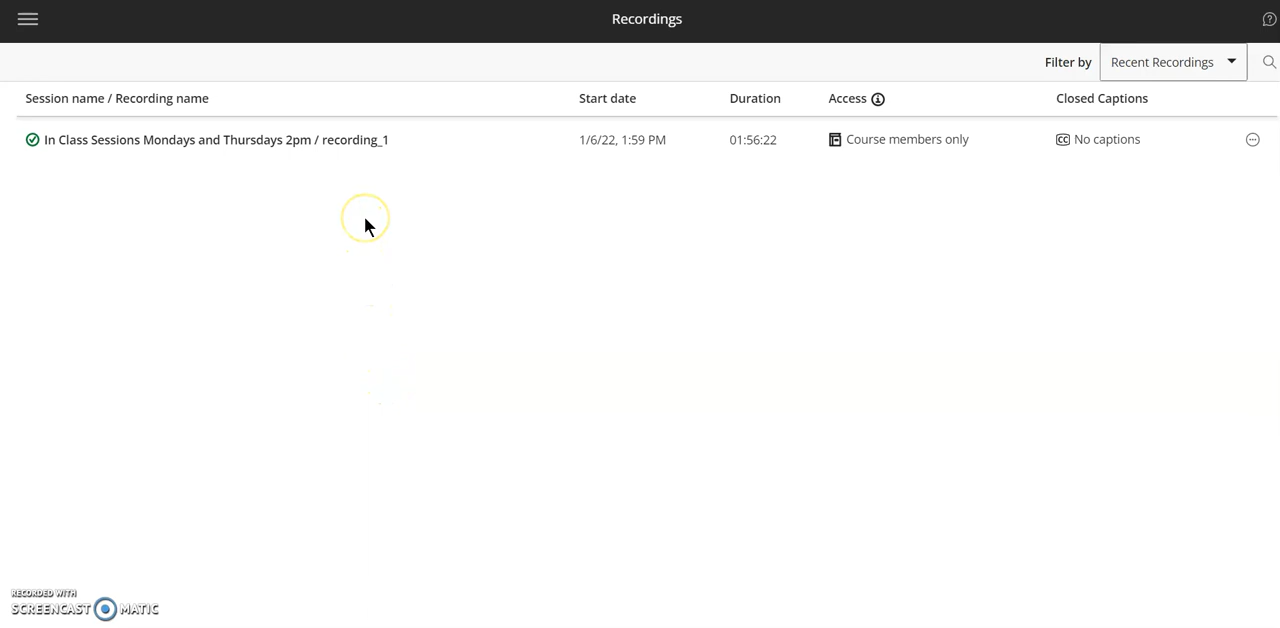 Recordings
Filter by Recent Recordings
Session name / Recording name Start date Duration Access Closed Captions
In Class Sessions Mondays and Thursdays 2pm / recording_1 1/6/22, 1:59 PM 01:56:22 Course members only CC No captions
RECORDED WITH
SCREENCAST MATIC